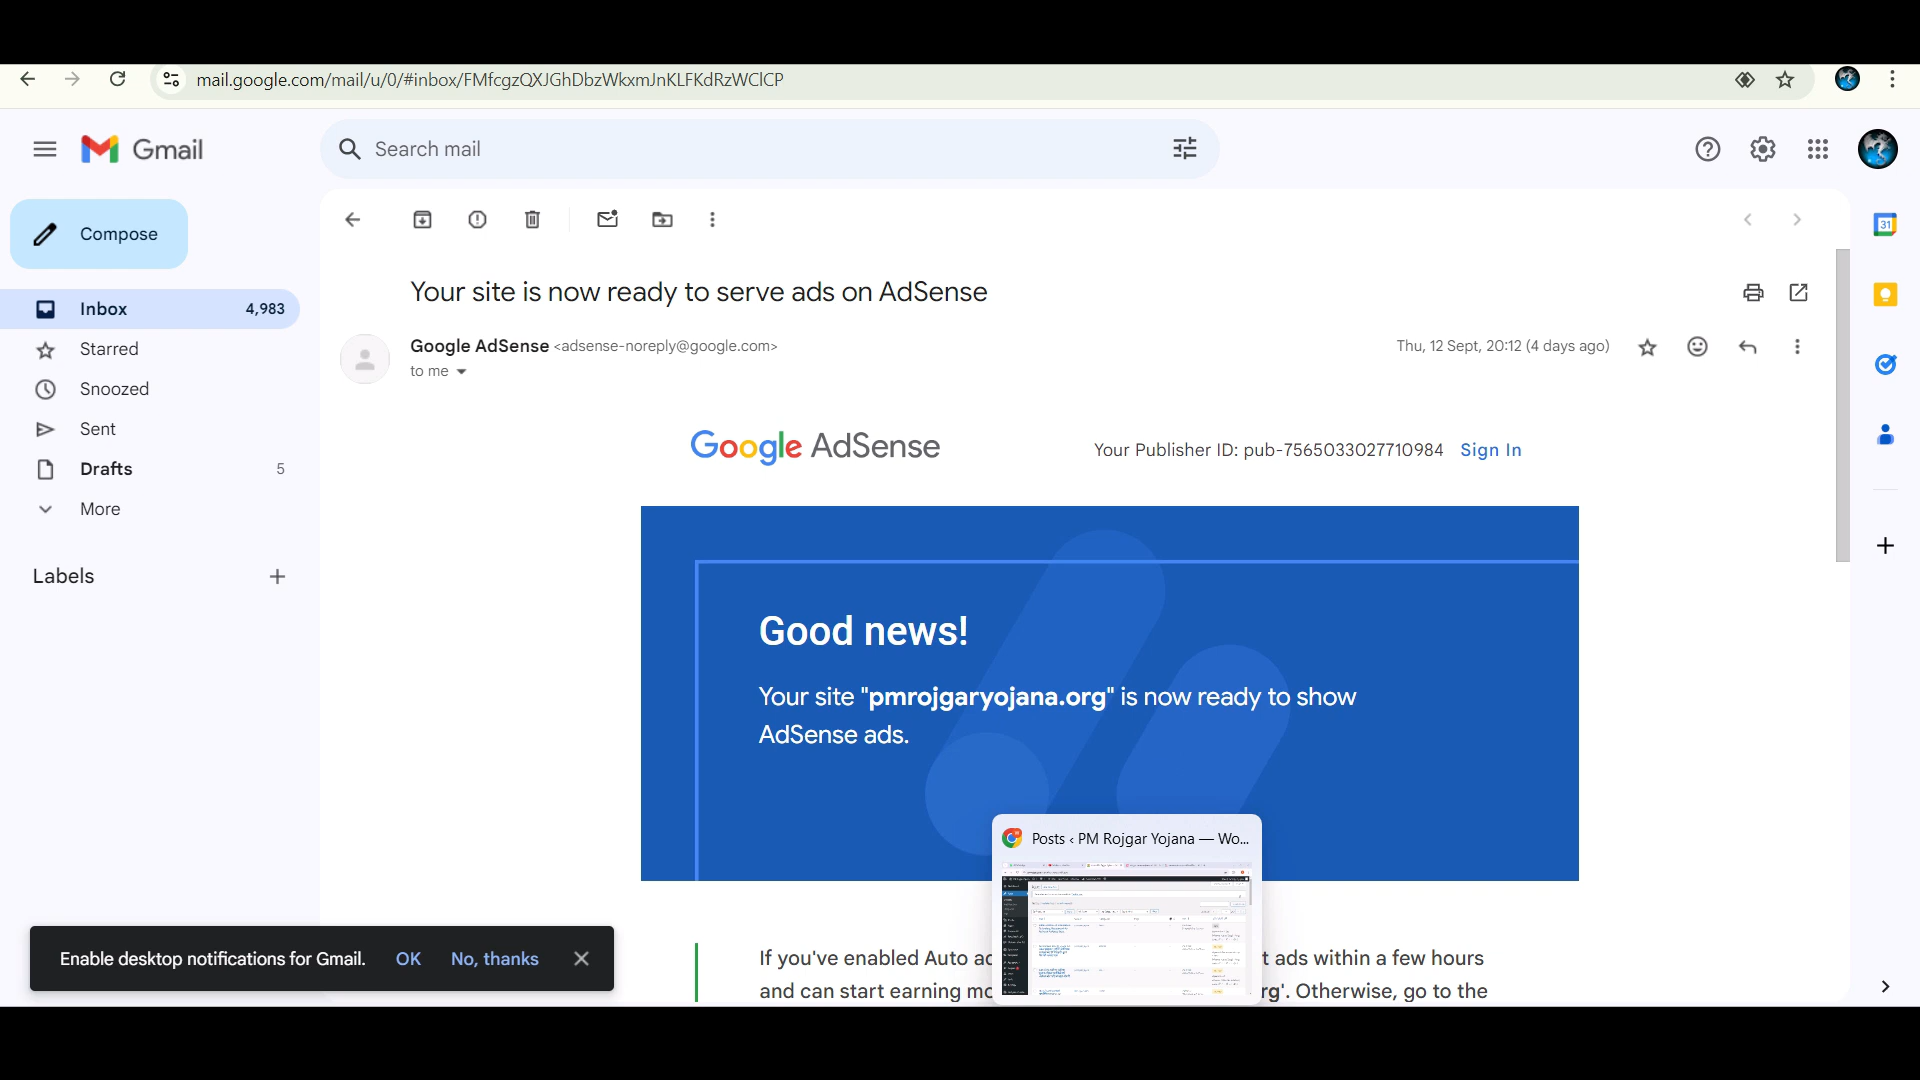 mail.google.com/mail/u/0/#inbox/FMfcgzQXJGhDbzWkxmJnKLFKdRzWClCP
Gmail
Search mail
Compose
Inbox 4,983
Starred
Snoozed
Sent
Drafts 5
More
Labels
Your site is now ready to serve ads on AdSense
Google AdSense <adsense-noreply@google.com>
Thu, 12 Sept, 20:12 (4 days ago)
to me
31
Google AdSense
Your Publisher ID: pub-7565033027710984 Sign In
Good news!
Your site "pmrojgaryojana.org" is now ready to show
AdSense ads.
Posts ‹ PM Rojgar Yojana — Wo...
If you've enabled Auto ad
t ads within a few hours
and can start earning mo
rg'. Otherwise, go to the
Enable desktop notifications for Gmail. OK No, thanks